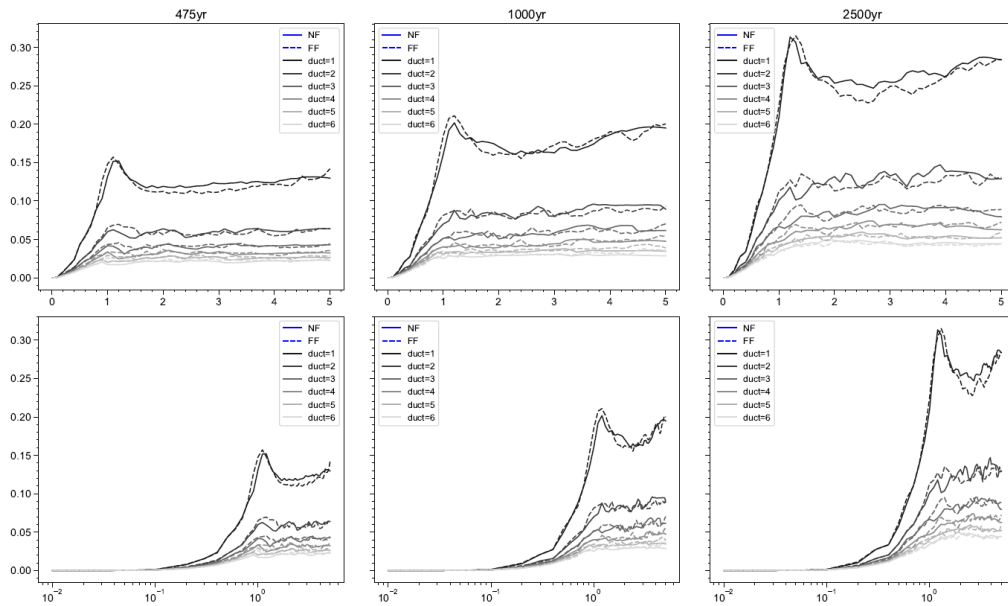 475yr
1000yr
2500yr
0.30
0.25
0.20
0.15
0.10
0.05
0.00
NF
FF
duct=1
duct=2
duct=3
duct=4
duct=5
duct=6
NF
FF
duct=1
duct=2
duct=3
duct=4
duct=5
duct=6
NF
FF
duct=1
duct=2
duct=3
duct=4
duct=5
duct=6
0 1 2 3 4 5
0 1 2 3 4 5
0 1 2 3 4 5
0.30
0.25
0.20
0.15
0.10
0.05
0.00
NF
FF
duct=1
duct=2
duct=3
duct=4
duct=5
duct=6
NF
FF
duct=1
duct=2
duct=3
duct=4
duct=5
duct=6
NF
FF
duct=1
duct=2
duct=3
duct=4
duct=5
duct=6
10⁻² 10⁻¹ 10⁰
10⁻² 10⁻¹ 10⁰
10⁻² 10⁻¹ 10⁰